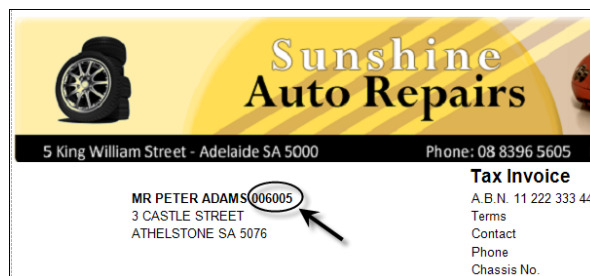 Sunshine
Auto Repairs
5 King William Street - Adelaide SA 5000 Phone: 08 8396 5605
Tax Invoice
MR PETER ADAMS 006005 A.B.N. 11 222 333 44
3 CASTLE STREET Terms
ATHELSTONE SA 5076 Contact
Phone
Chassis No.